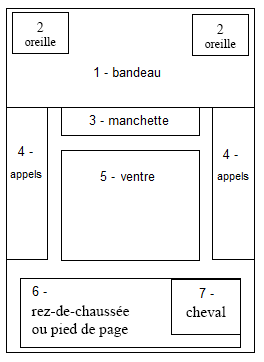 2
oreille
2
oreille
1 - bandeau
3 - manchette
4 -
appels
5 - ventre
4 -
appels
6 -
rez-de-chaussée
ou pied de page
7 -
cheval